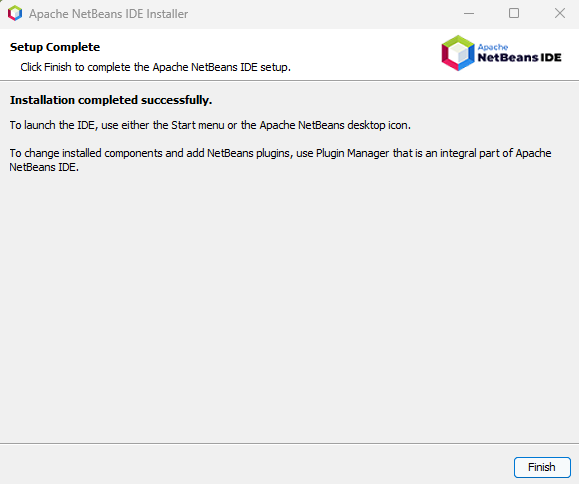 Apache NetBeans IDE Installer
Setup Complete
Click Finish to complete the Apache NetBeans IDE setup.
Apache
NetBeans IDE
Installation completed successfully.
To launch the IDE, use either the Start menu or the Apache NetBeans desktop icon.
To change installed components and add NetBeans plugins, use Plugin Manager that is an integral part of Apache
NetBeans IDE.
Finish